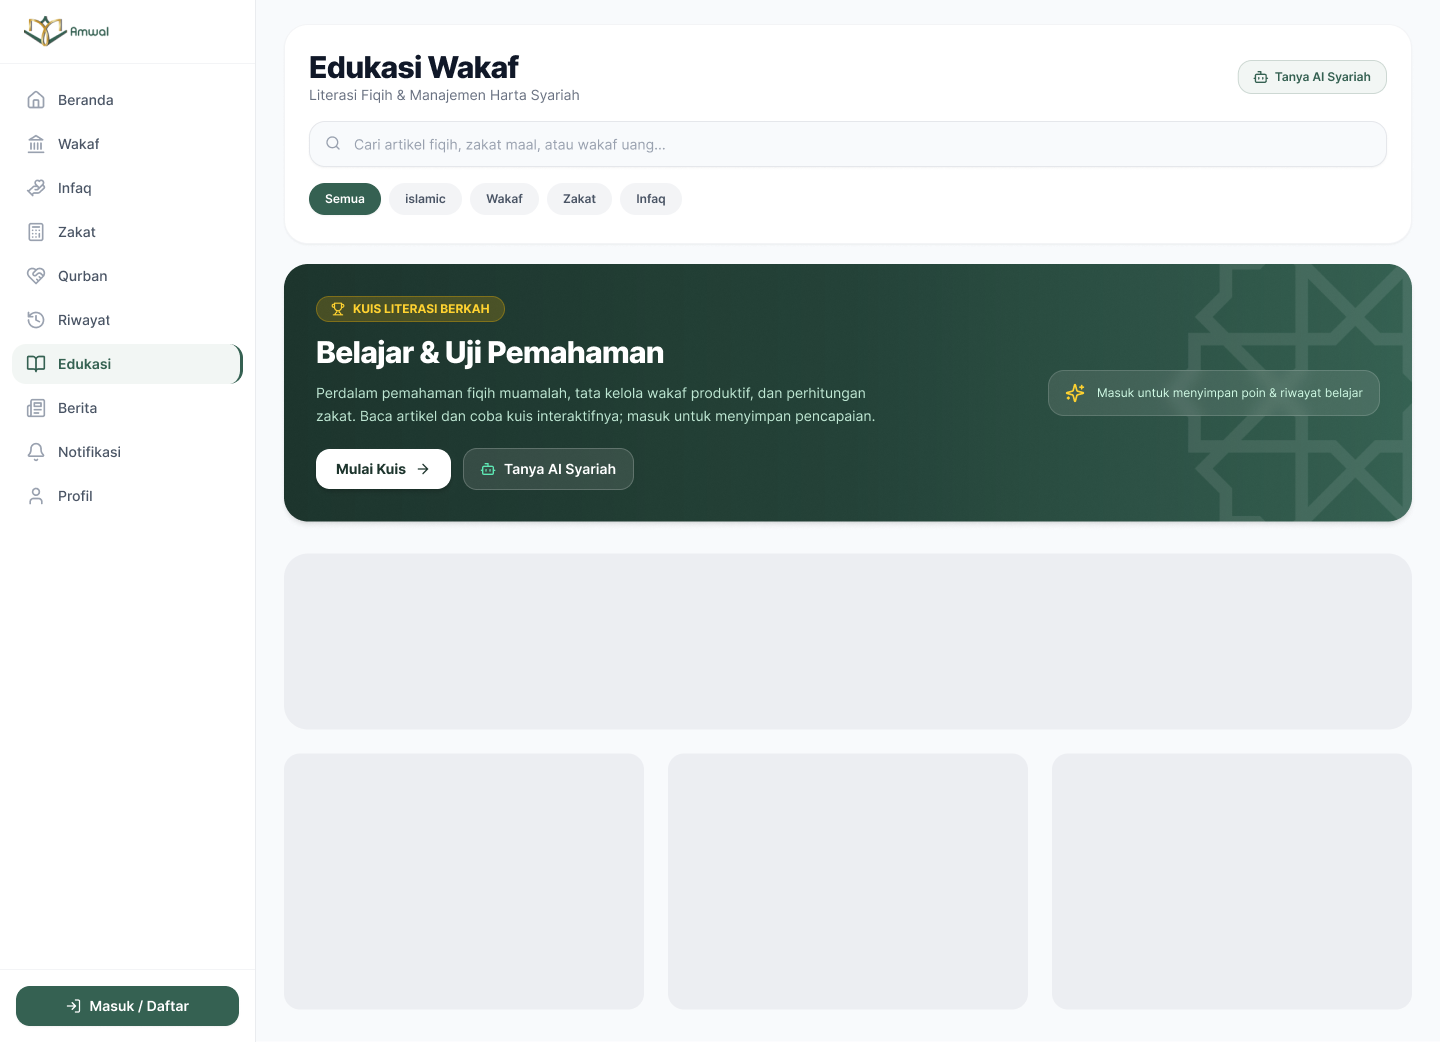 Amwal
Beranda
Wakaf
Infaq
Zakat
Qurban
Riwayat
Edukasi
Berita
Notifikasi
Profil
Masuk / Daftar
Edukasi Wakaf
Literasi Fiqih & Manajemen Harta Syariah
Tanya AI Syariah
Cari artikel fiqih, zakat maal, atau wakaf uang...
Semua
islamic
Wakaf
Zakat
Infaq
KUIS LITERASI BERKAH
Belajar & Uji Pemahaman
Perdalam pemahaman fiqih muamalah, tata kelola wakaf produktif, dan perhitungan
zakat. Baca artikel dan coba kuis interaktifnya; masuk untuk menyimpan pencapaian.
Mulai Kuis
Tanya AI Syariah
Masuk untuk menyimpan poin & riwayat belajar